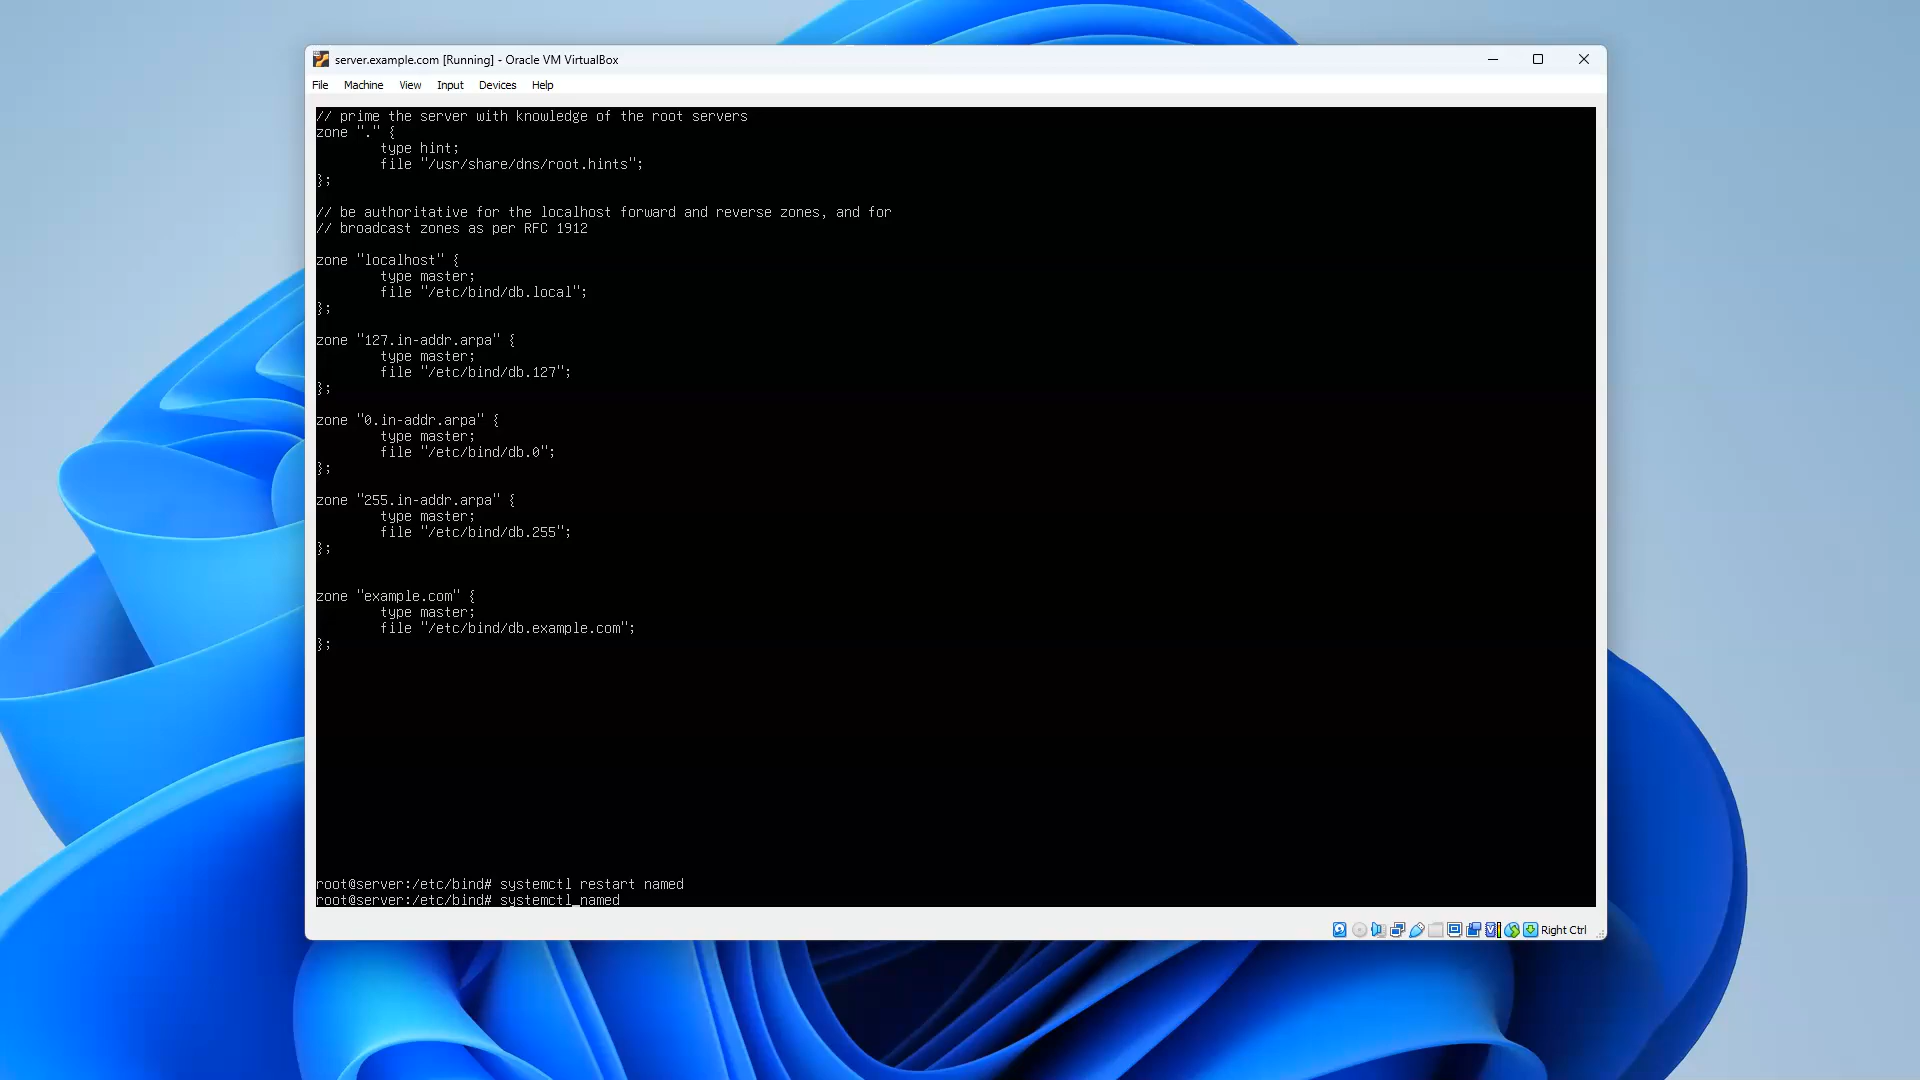 server.example.com [Running] - Oracle VM VirtualBox
File Machine View Input Devices Help
// prime the server with knowledge of the root servers
zone "." {
        type hint;
        file "/usr/share/dns/root.hints";
};

// be authoritative for the localhost forward and reverse zones, and for
// broadcast zones as per RFC 1912

zone "localhost" {
        type master;
        file "/etc/bind/db.local";
};

zone "127.in-addr.arpa" {
        type master;
        file "/etc/bind/db.127";
};

zone "0.in-addr.arpa" {
        type master;
        file "/etc/bind/db.0";
};

zone "255.in-addr.arpa" {
        type master;
        file "/etc/bind/db.255";
};

zone "example.com" {
        type master;
        file "/etc/bind/db.example.com";
};

root@server:/etc/bind# systemctl restart named
root@server:/etc/bind# systemctl named
Right Ctrl